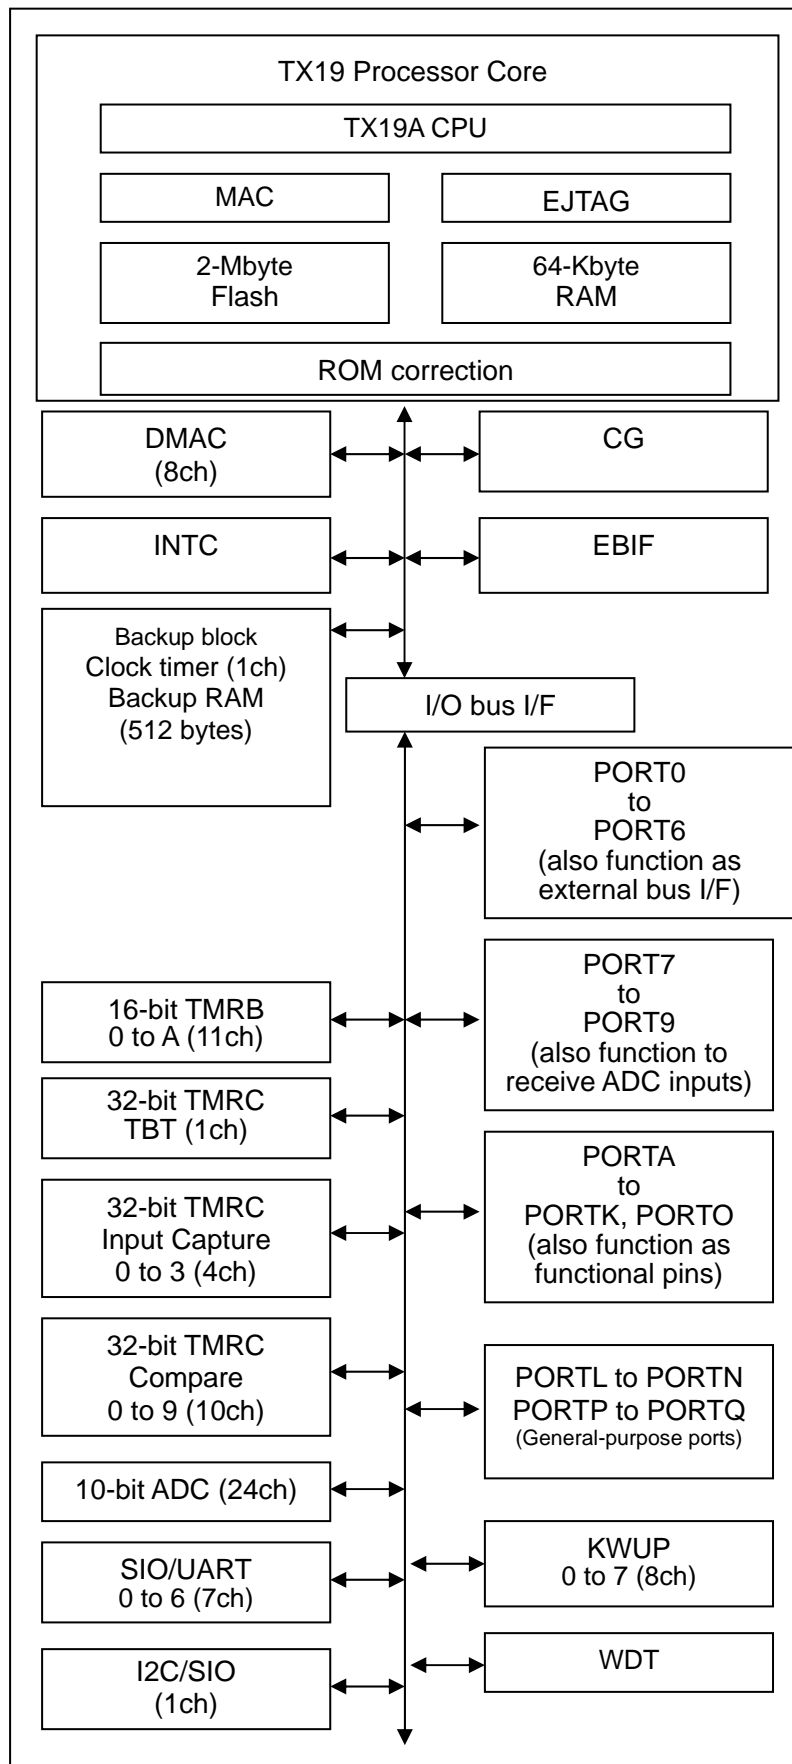 TX19 Processor Core
TX19A CPU
MAC
EJTAG
2-Mbyte
Flash
64-Kbyte
RAM
ROM correction
DMAC
(8ch)
CG
INTC
EBIF
Backup block
Clock timer (1ch)
Backup RAM
(512 bytes)
I/O bus I/F
PORT0
to
PORT6
(also function as
external bus I/F)
16-bit TMRB
0 to A (11ch)
PORT7
to
PORT9
(also function to
receive ADC inputs)
32-bit TMRC
TBT (1ch)
32-bit TMRC
Input Capture
0 to 3 (4ch)
PORTA
to
PORTK, PORTO
(also function as
functional pins)
32-bit TMRC
Compare
0 to 9 (10ch)
PORTL to PORTN
PORTP to PORTQ
(General-purpose ports)
10-bit ADC (24ch)
SIO/UART
0 to 6 (7ch)
KWUP
0 to 7 (8ch)
I2C/SIO
(1ch)
WDT